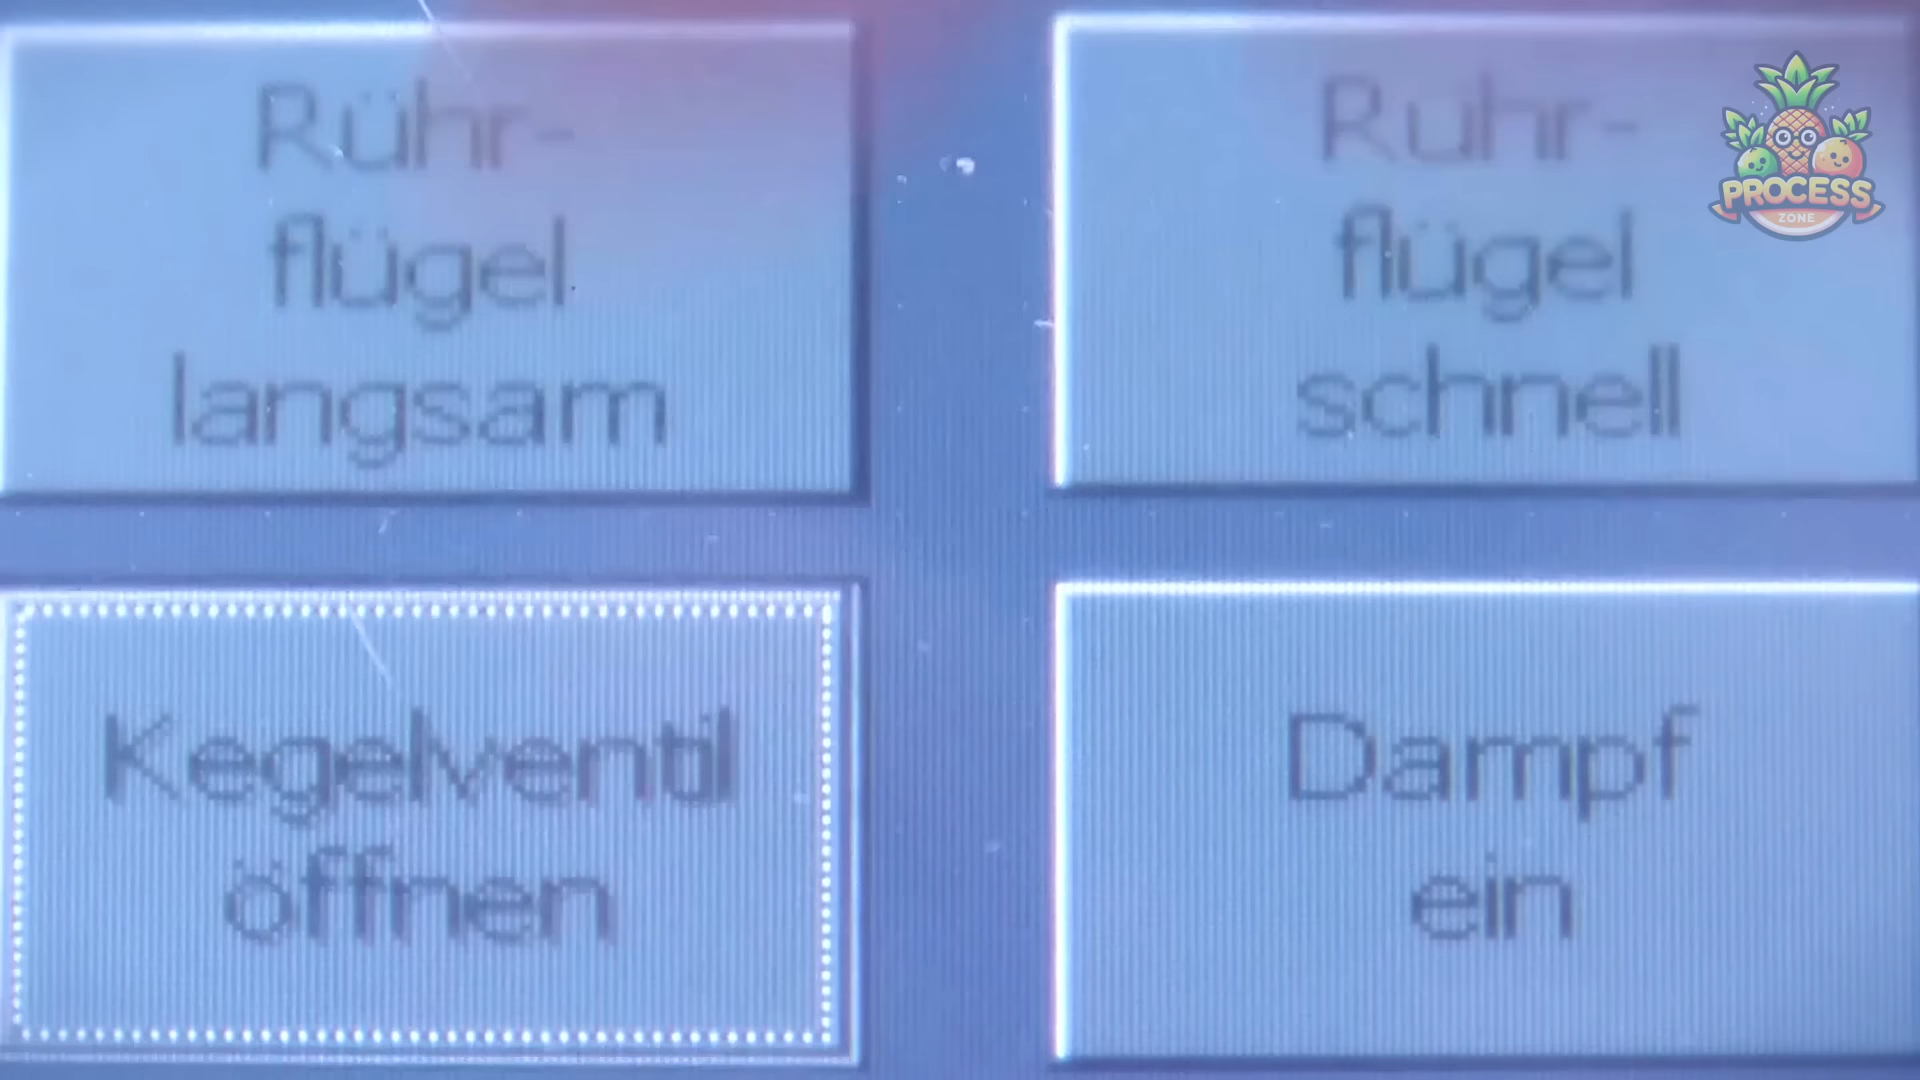 Rühr-
flügel
langsam
Rühr-
flügel
schnell
Kegelventil
öffnen
Dampf
ein
PROCESS
ZONE